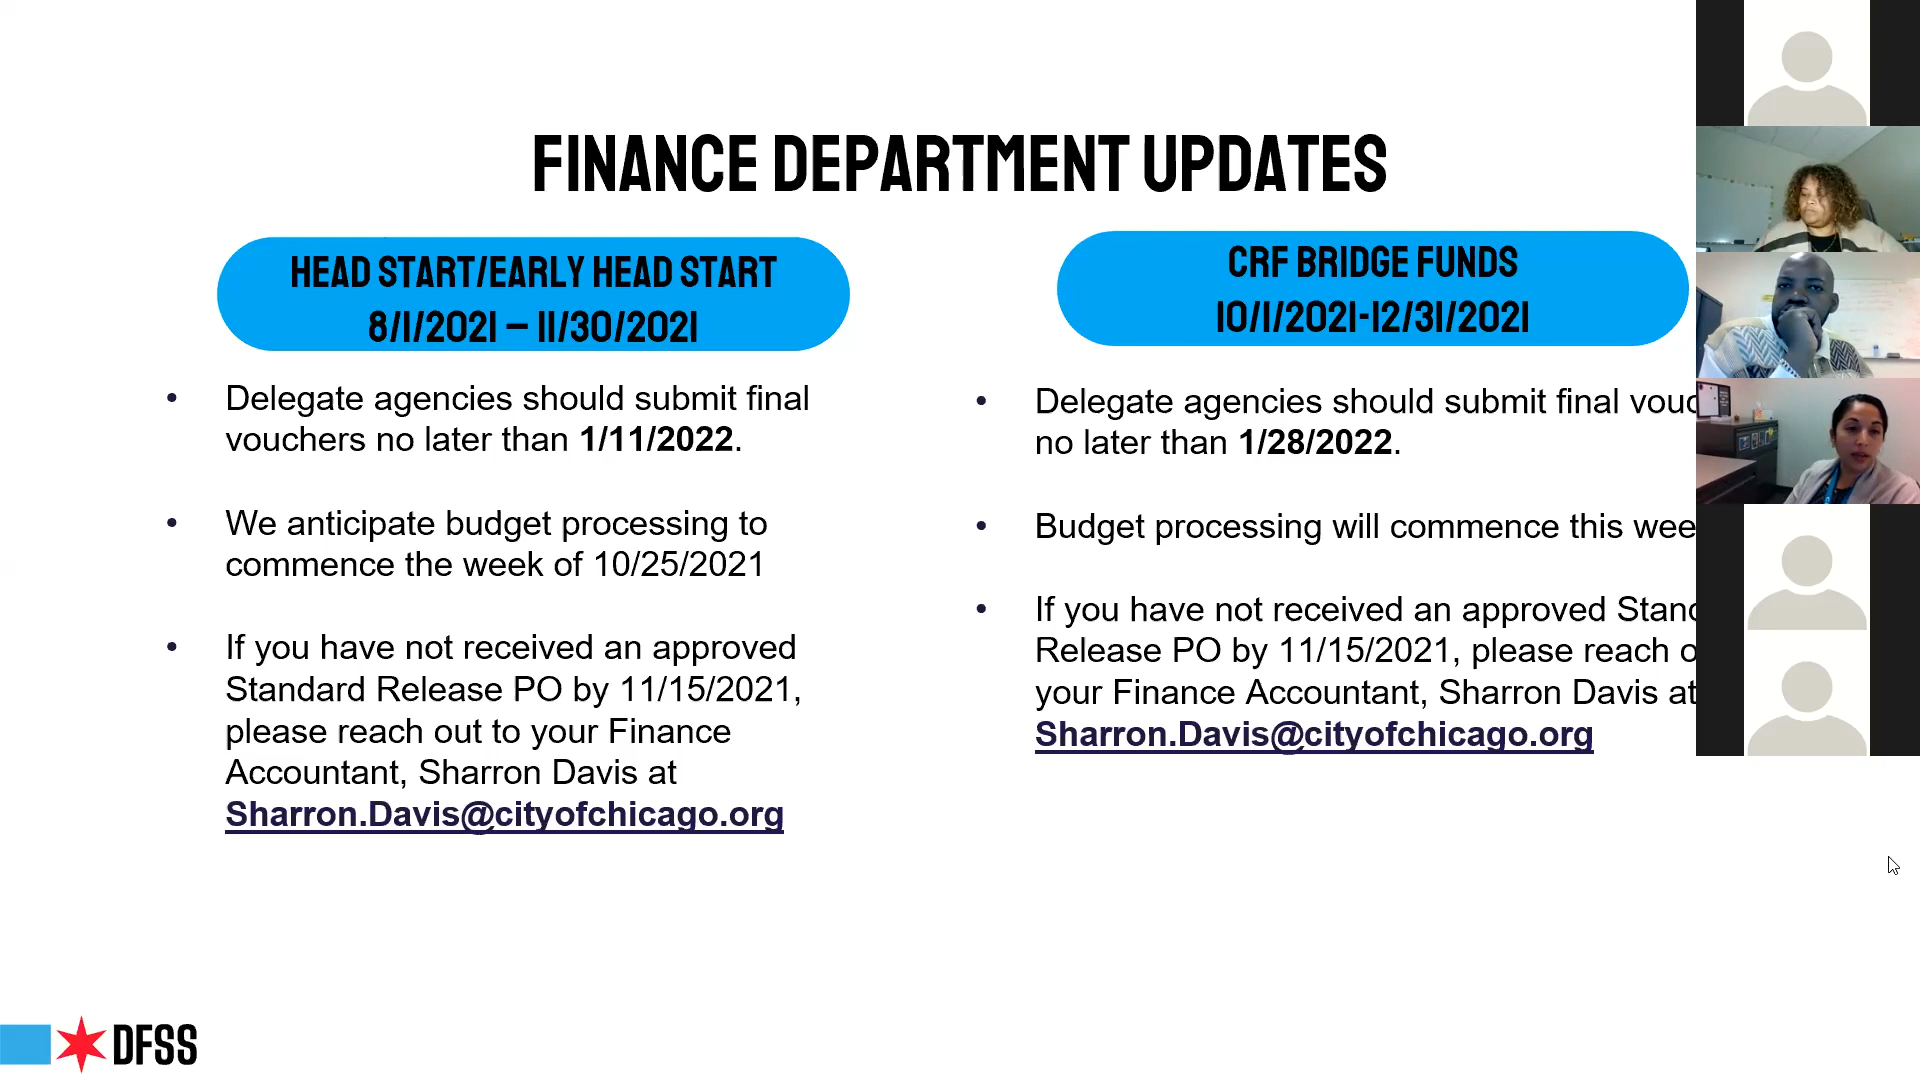 FINANCE DEPARTMENT UPDATES
HEAD START/EARLY HEAD START
8/1/2021 – 11/30/2021
• Delegate agencies should submit final
vouchers no later than 1/11/2022.
• We anticipate budget processing to
commence the week of 10/25/2021
• If you have not received an approved
Standard Release PO by 11/15/2021,
please reach out to your Finance
Accountant, Sharron Davis at
Sharron.Davis@cityofchicago.org
CRF BRIDGE FUNDS
10/1/2021-12/31/2021
• Delegate agencies should submit final
no later than 1/28/2022.
• Budget processing will commence this
• If you have not received an approved
Release PO by 11/15/2021, please reach
your Finance Accountant, Sharron Davis at
Sharron.Davis@cityofchicago.org
DFSS